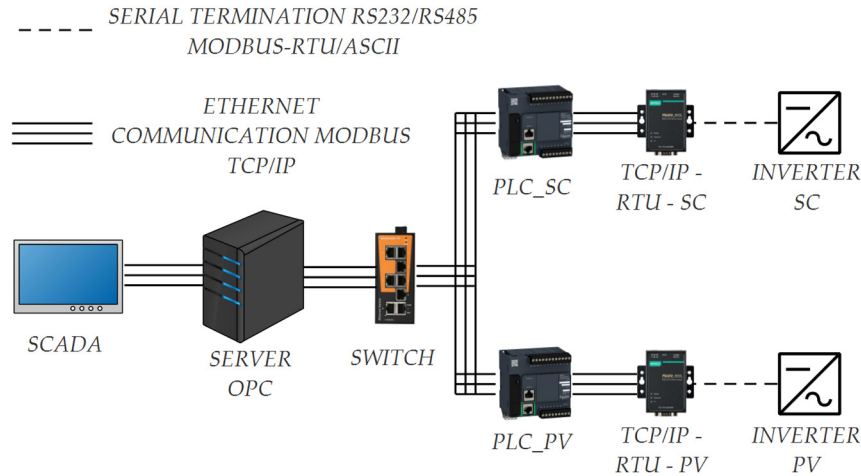 SERIAL TERMINATION RS232/RS485
MODBUS-RTU/ASCII
ETHERNET
COMMUNICATION MODBUS
TCP/IP
PLC_SC
TCP/IP -
RTU - SC
INVERTER
SC
SCADA
SERVER
OPC
SWITCH
PLC_PV
TCP/IP -
RTU - PV
INVERTER
PV